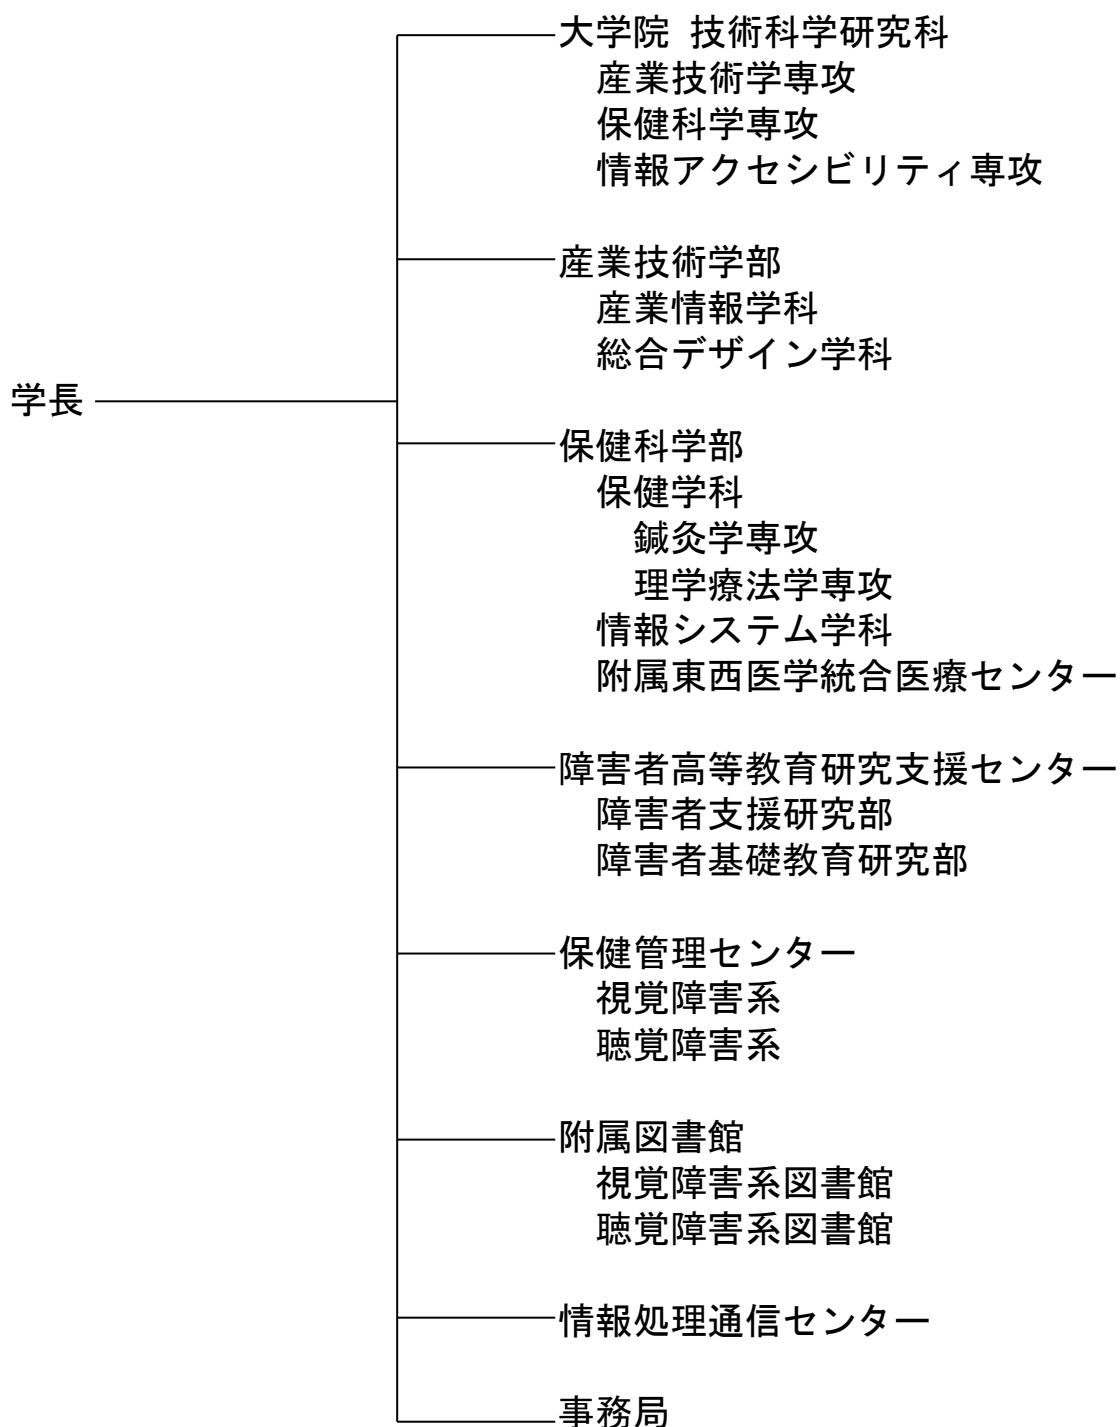 大学院 技術科学研究科
産業技術学専攻
保健科学専攻
情報アクセシビリティ専攻
産業技術学部
産業情報学科
総合デザイン学科
学長
保健科学部
保健学科
鍼灸学専攻
理学療法学専攻
情報システム学科
附属東西医学統合医療センター
障害者高等教育研究支援センター
障害者支援研究部
障害者基礎教育研究部
保健管理センター
視覚障害系
聴覚障害系
附属図書館
視覚障害系図書館
聴覚障害系図書館
情報処理通信センター
事務局